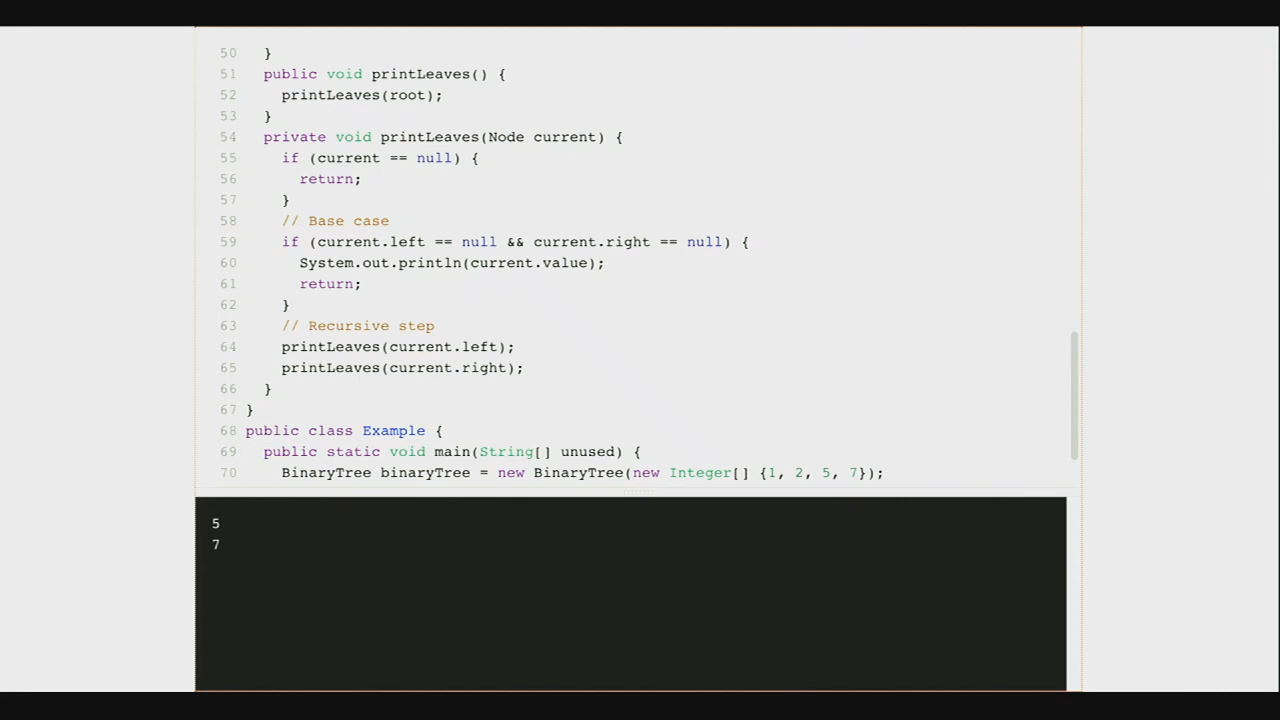 50 }
51 public void printLeaves() {
52 printLeaves(root);
53 }
54 private void printLeaves(Node current) {
55 if (current == null) {
56 return;
57 }
58 // Base case
59 if (current.left == null && current.right == null) {
60 System.out.println(current.value);
61 return;
62 }
63 // Recursive step
64 printLeaves(current.left);
65 printLeaves(current.right);
66 }
67 }
68 public class Example {
69 public static void main(String[] unused) {
70 BinaryTree binaryTree = new BinaryTree(new Integer[] {1, 2, 5, 7});
5
7